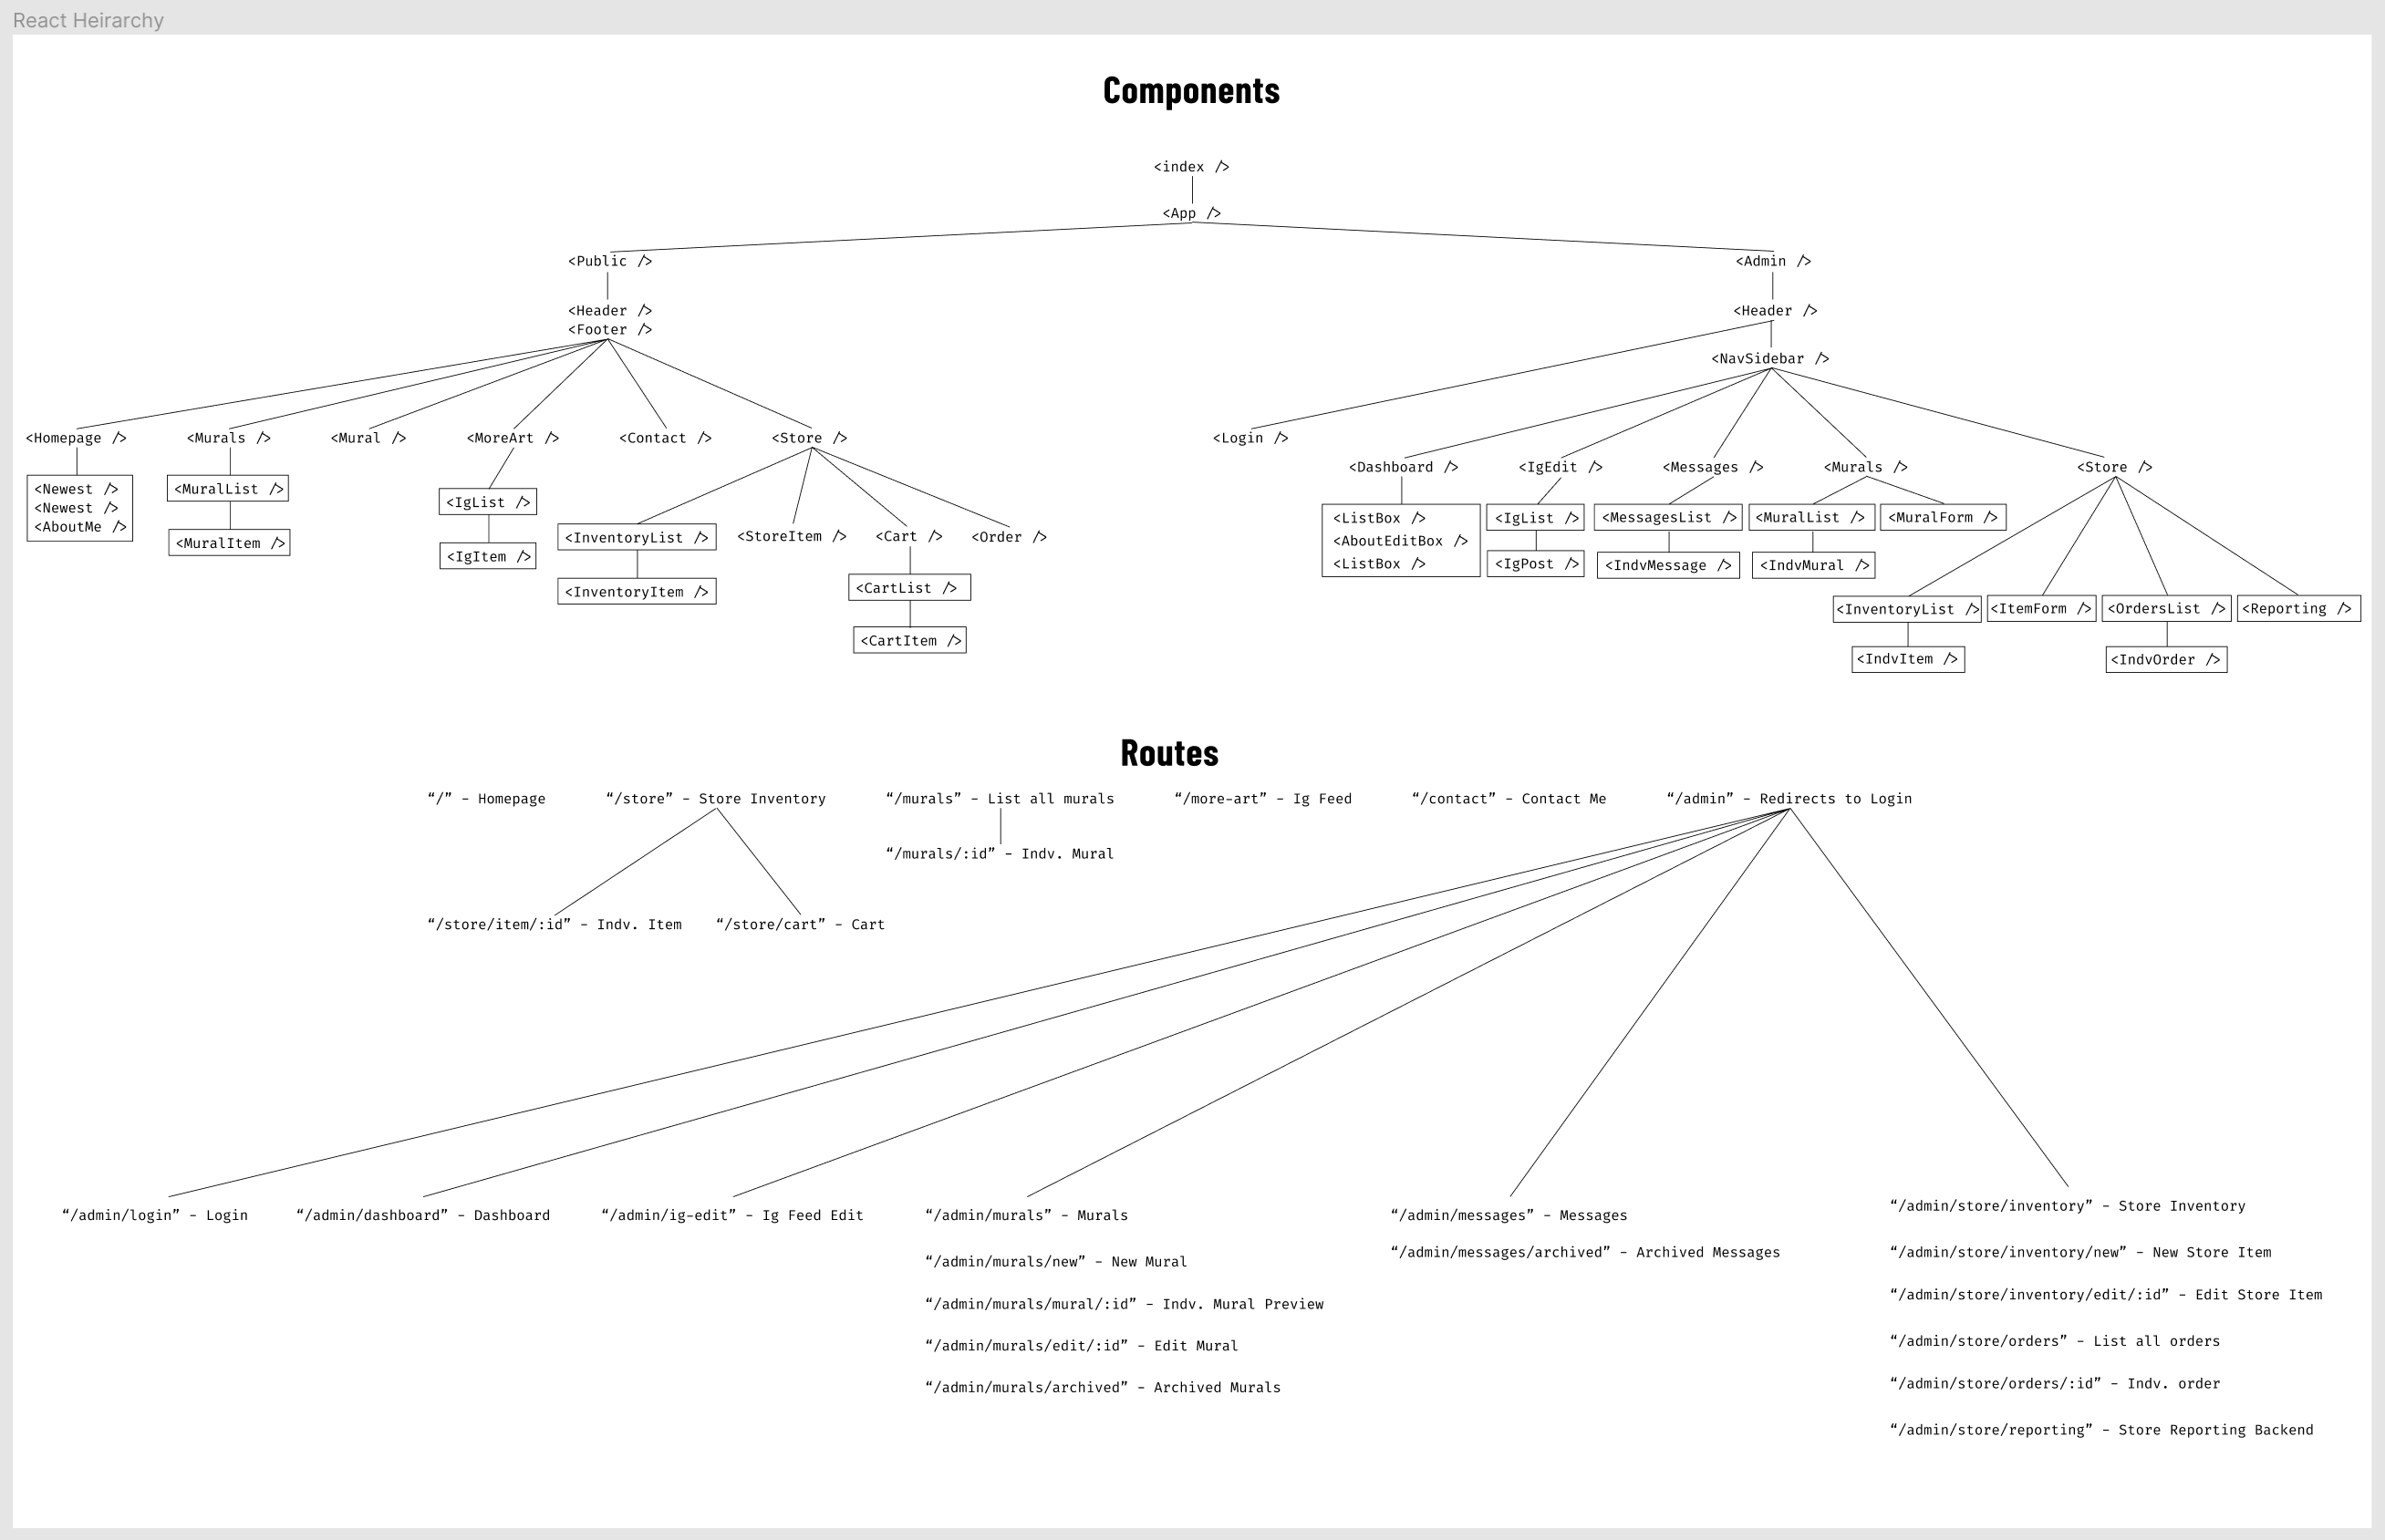 React Heirarchy
Components
<index />
<App />
<Public />
<Admin />
<Header />
<Footer />
<Header />
<NavSidebar />
<Homepage />
<Murals />
<Mural />
<MoreArt />
<Contact />
<Store />
<Login />
<Dashboard />
<IgEdit />
<Messages />
<Murals />
<Store />
<Newest />
<Newest />
<AboutMe />
<MuralList />
<MuralItem />
<IgList />
<IgItem />
<InventoryList />
<InventoryItem />
<StoreItem />
<Cart />
<Order />
<CartList />
<CartItem />
<ListBox />
<AboutEditBox />
<ListBox />
<IgList />
<IgPost />
<MessagesList />
<IndvMessage />
<MuralList />
<IndvMural />
<MuralForm />
<InventoryList />
<ItemForm />
<OrdersList />
<Reporting />
<IndvItem />
<IndvOrder />
Routes
“/” - Homepage
“/store” - Store Inventory
“/murals” - List all murals
“/more-art” - Ig Feed
“/contact” - Contact Me
“/admin” - Redirects to Login
“/murals/:id” - Indv. Mural
“/store/item/:id” - Indv. Item
“/store/cart” - Cart
“/admin/login” - Login
“/admin/dashboard” - Dashboard
“/admin/ig-edit” - Ig Feed Edit
“/admin/murals” - Murals
“/admin/murals/new” - New Mural
“/admin/murals/mural/:id” - Indv. Mural Preview
“/admin/murals/edit/:id” - Edit Mural
“/admin/murals/archived” - Archived Murals
“/admin/messages” - Messages
“/admin/messages/archived” - Archived Messages
“/admin/store/inventory” - Store Inventory
“/admin/store/inventory/new” - New Store Item
“/admin/store/inventory/edit/:id” - Edit Store Item
“/admin/store/orders” - List all orders
“/admin/store/orders/:id” - Indv. order
“/admin/store/reporting” - Store Reporting Backend